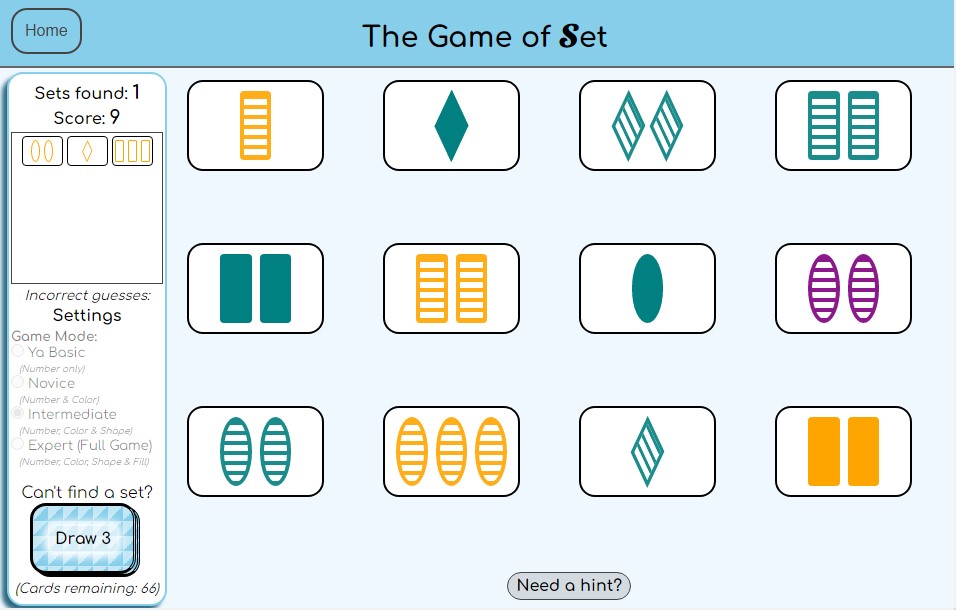 Home
The Game of Set
Sets found: 1
Score: 9
Incorrect guesses:
Settings
Game Mode:
Ya Basic
(Number only)
Novice
(Number & Color)
Intermediate
(Number, Color & Shape)
Expert (Full Game)
(Number, Color, Shape & Fill)
Can't find a set?
Draw 3
(Cards remaining: 66)
Need a hint?